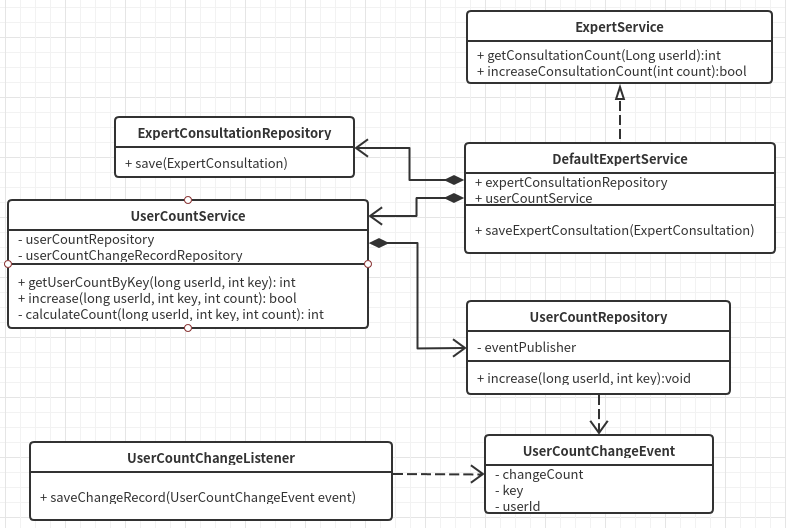 ExpertService
+ getConsultationCount(Long userId):int
+ increaseConsultationCount(int count):bool
ExpertConsultationRepository
+ save(ExpertConsultation)
DefaultExpertService
+ expertConsultationRepository
+ userCountService
+ saveExpertConsultation(ExpertConsultation)
UserCountService
- userCountRepository
- userCountChangeRecordRepository
+ getUserCountByKey(long userId, int key): int
+ increase(long userId, int key, int count): bool
- calculateCount(long userId, int key, int count): int
UserCountRepository
- eventPublisher
+ increase(long userId, int key):void
UserCountChangeListener
+ saveChangeRecord(UserCountChangeEvent event)
UserCountChangeEvent
- changeCount
- key
- userId